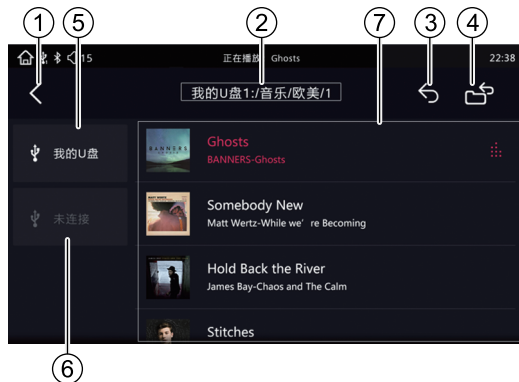 1
5
2
7
3
4
15
正在播放 Ghosts
22:38
我的U盘1:/音乐/欧美/1
我的U盘
未连接
BANNERS
Ghosts
BANNERS-Ghosts
Somebody New
Matt Wertz-While we' re Becoming
Hold Back the River
James Bay-Chaos and The Calm
Stitches
6